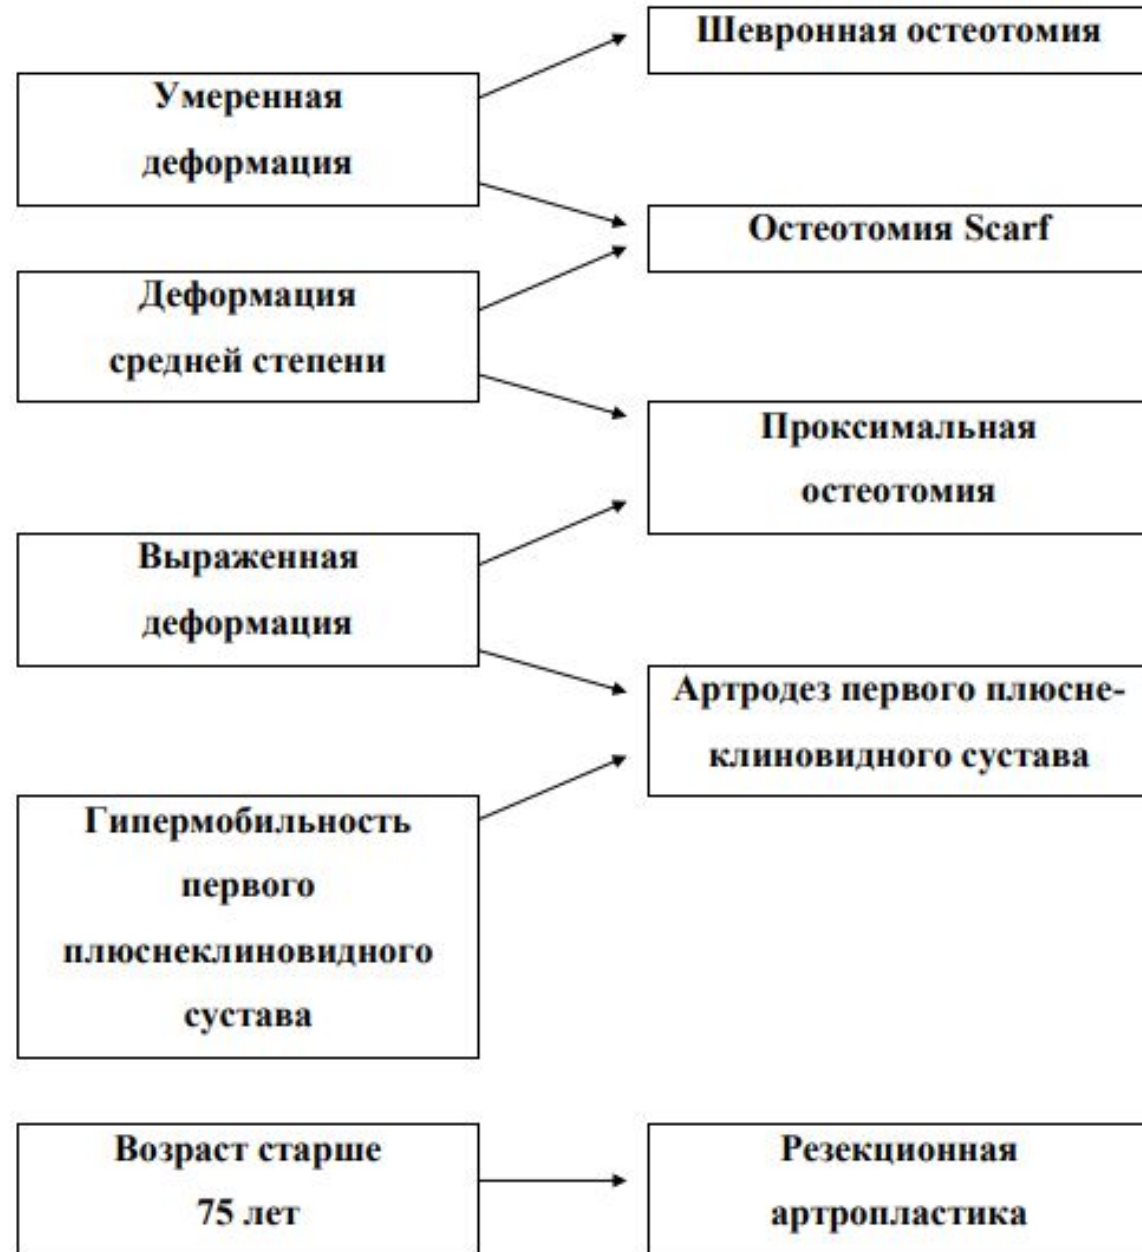 Шевронная остеотомия
Умеренная
деформация
Остеотомия Scarf
Деформация
средней степени
Проксимальная
остеотомия
Выраженная
деформация
Артродез первого плюсне-
клиновидного сустава
Гипермобильность
первого
плюснеклиновидного
сустава
Возраст старше
75 лет
Резекционная
артропластика